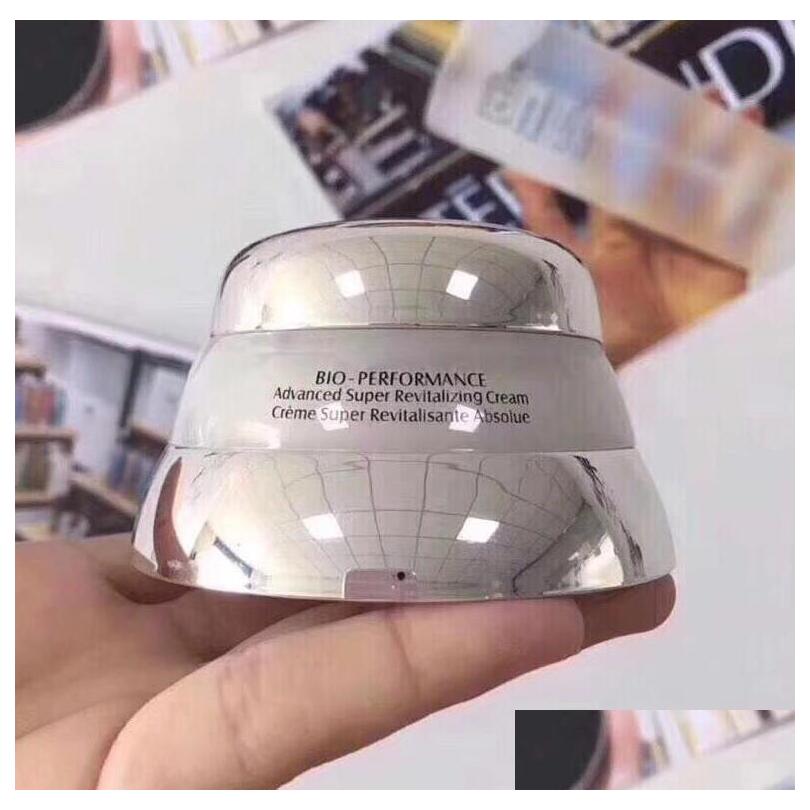 BIO-PERFORMANCE
Advanced Super Revitalizing Cream
Crème Super Revitalisante Absolue